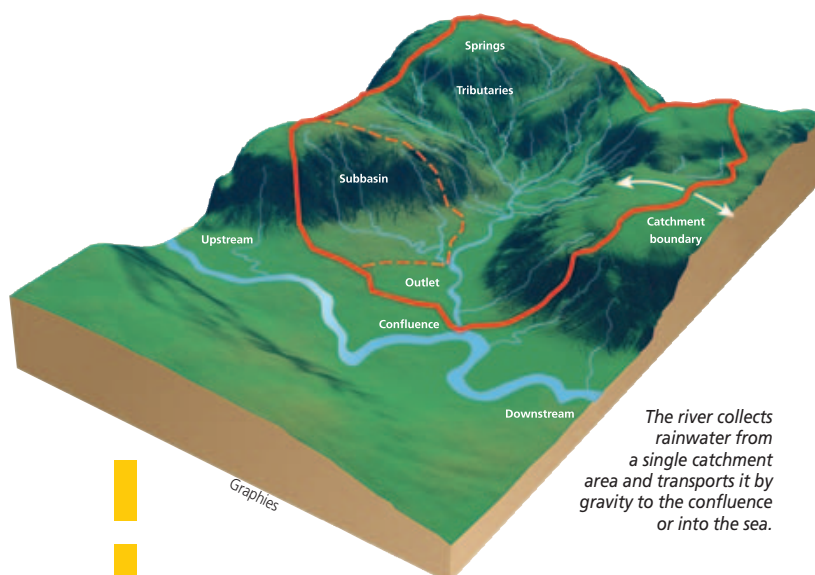 Springs
Tributaries
Subbasin
Upstream
Catchment
boundary
Outlet
Confluence
Downstream
The river collects
rainwater from
a single catchment
area and transports it by
gravity to the confluence
or into the sea.
Graphies